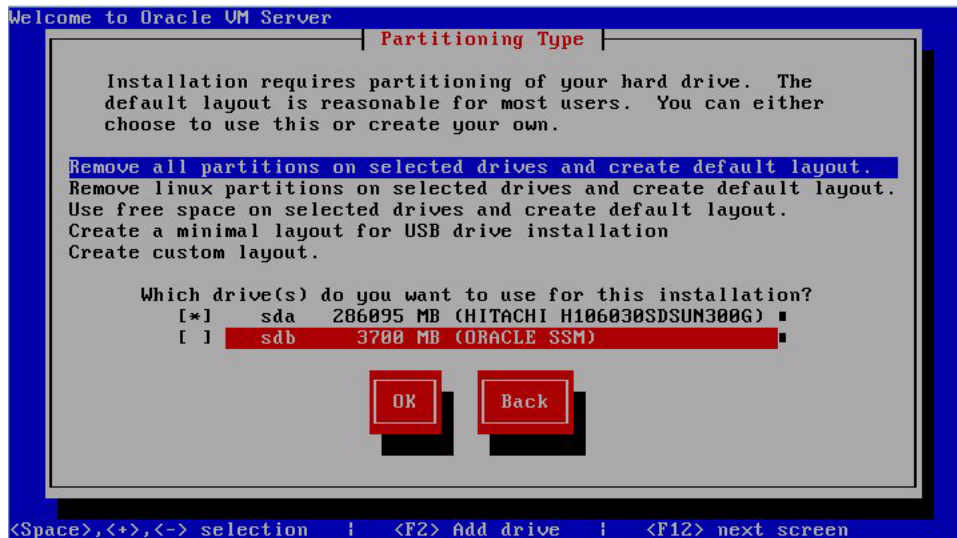 Welcome to Oracle VM Server
Partitioning Type
Installation requires partitioning of your hard drive.  The
default layout is reasonable for most users.  You can either
choose to use this or create your own.
Remove all partitions on selected drives and create default layout.
Remove linux partitions on selected drives and create default layout.
Use free space on selected drives and create default layout.
Create a minimal layout for USB drive installation
Create custom layout.
Which drive(s) do you want to use for this installation?
[*]   sda   286095 MB (HITACHI H106030SDSUN300G)
[ ]   sdb     3700 MB (ORACLE SSM)
OK   Back
<Space>,<+>,<-> selection   |   <F2> Add drive   |   <F12> next screen